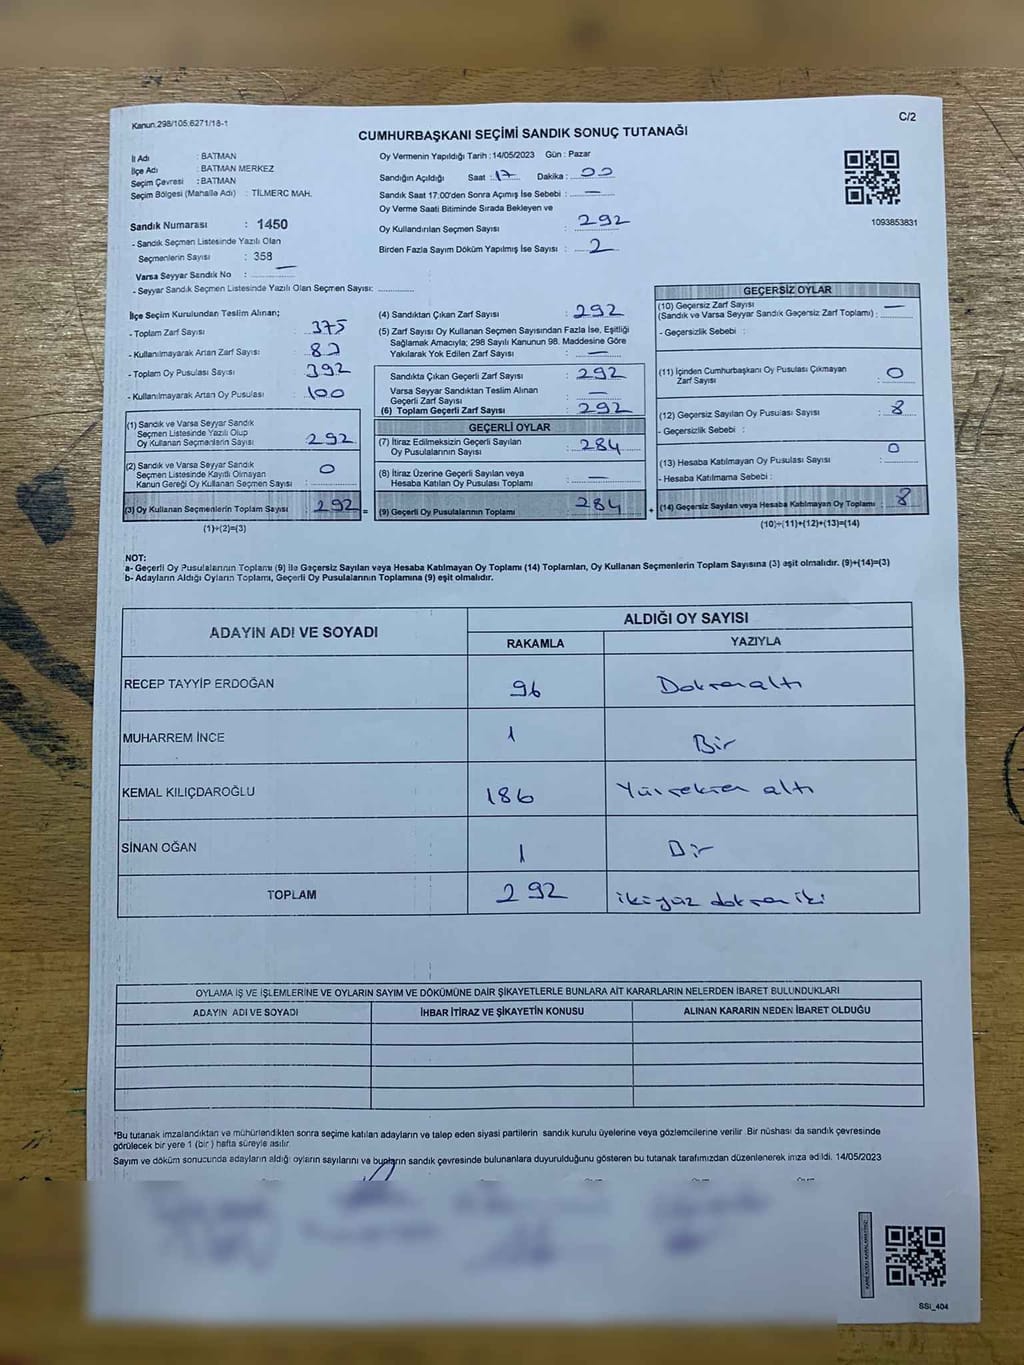 Kanun.298/105.6271/18-1
C/2
CUMHURBAŞKANI SEÇİMİ SANDIK SONUÇ TUTANAĞI
İl Adı : BATMAN
İlçe Adı : BATMAN MERKEZ
Seçim Çevresi : BATMAN
Seçim Bölgesi (Mahalle Adı) : TİLMERC MAH.
Sandık Numarası : 1450
- Sandık Seçmen Listesinde Yazılı Olan
Seçmenlerin Sayısı : 358
Varsa Seyyar Sandık No : —
- Seyyar Sandık Seçmen Listesinde Yazılı Olan Seçmen Sayısı:
Oy Vermenin Yapıldığı Tarih : 14/05/2023 Gün : Pazar
Sandığın Açıldığı Saat : 17 Dakika : 00
Sandık Saat 17:00'den Sonra Açımış İse Sebebi : —
Oy Verme Saati Bitiminde Sırada Bekleyen ve
Oy Kullandırılan Seçmen Sayısı : 292
Birden Fazla Sayım Döküm Yapılmış İse Sayısı : 2
1093853831
İlçe Seçim Kurulundan Teslim Alınan;
- Toplam Zarf Sayısı : 375
- Kullanılmayarak Artan Zarf Sayısı :
- Toplam Oy Pusulası Sayısı : 392
- Kullanılmayarak Artan Oy Pusulası : 100
(1) Sandık ve Varsa Seyyar Sandık
Seçmen Listesinde Yazılı Olup
Oy Kullanan Seçmenlerin Sayısı : 292
(2) Sandık ve Varsa Seyyar Sandık
Seçmen Listesinde Kayıtlı Olmayan
Kanun Gereği Oy Kullanan Seçmen Sayısı : 0
(3) Oy Kullanan Seçmenlerin Toplam Sayısı : 292 =
(1)+(2)=(3)
(4) Sandıktan Çıkan Zarf Sayısı : 292
(5) Zarf Sayısı Oy Kullanan Seçmen Sayısından Fazla İse, Eşitliği
Sağlamak Amacıyla; 298 Sayılı Kanunun 98. Maddesine Göre
Yakılarak Yok Edilen Zarf Sayısı : —
Sandıkta Çıkan Geçerli Zarf Sayısı : 292
Varsa Seyyar Sandıktan Teslim Alınan
Geçerli Zarf Sayısı : —
(6) Toplam Geçerli Zarf Sayısı : 292
GEÇERLİ OYLAR
(7) İtiraz Edilmeksizin Geçerli Sayılan
Oy Pusulalarının Sayısı : 284
(8) İtiraz Üzerine Geçerli Sayılan veya
Hesaba Katılan Oy Pusulası Toplamı : —
(9) Geçerli Oy Pusulalarının Toplamı : 284 +
GEÇERSİZ OYLAR
(10) Geçersiz Zarf Sayısı —
(Sandık ve Varsa Seyyar Sandık Geçersiz Zarf Toplamı) :
- Geçersizlik Sebebi :
(11) İçinden Cumhurbaşkanı Oy Pusulası Çıkmayan
Zarf Sayısı : 0
(12) Geçersiz Sayılan Oy Pusulası Sayısı : 8
- Geçersizlik Sebebi :
(13) Hesaba Katılmayan Oy Pusulası Sayısı : 0
- Hesaba Katılmama Sebebi :
(14) Geçersiz Sayılan veya Hesaba Katılmayan Oy Toplamı : 8
(10)+(11)+(12)+(13)=(14)
NOT:
a- Geçerli Oy Pusulalarının Toplamı (9) ile Geçersiz Sayılan veya Hesaba Katılmayan Oy Toplamı (14) Toplamları, Oy Kullanan Seçmenlerin Toplam Sayısına (3) eşit olmalıdır. (9)+(14)=(3)
b- Adayların Aldığı Oyların Toplamı, Geçerli Oy Pusulalarının Toplamına (9) eşit olmalıdır.
ADAYIN ADI VE SOYADI ALDIĞI OY SAYISI
RAKAMLA YAZIYLA
RECEP TAYYİP ERDOĞAN 96 Doksanaltı
MUHARREM İNCE 1 Bir
KEMAL KILIÇDAROĞLU 186 Yüzseksen altı
SİNAN OĞAN 1 Bir
TOPLAM 292 ikiyüz doksan iki
OYLAMA İŞ VE İŞLEMLERİNE VE OYLARIN SAYIM VE DÖKÜMÜNE DAİR ŞİKAYETLERLE BUNLARA AİT KARARLARIN NELERDEN İBARET BULUNDUKLARI
ADAYIN ADI VE SOYADI İHBAR İTİRAZ VE ŞİKAYETİN KONUSU ALINAN KARARIN NEDEN İBARET OLDUĞU
*Bu tutanak imzalandıktan ve mühürlendikten sonra seçime katılan adayların ve talep eden siyasi partilerin sandık kurulu üyelerine veya gözlemcilerine verilir. Bir nüshası da sandık çevresinde
görülecek bir yere 1 (bir) hafta süreyle asılır.
Sayım ve döküm sonucunda adayların aldığı oyların sayılarını ve bunların sandık çevresinde bulunanlara duyurulduğunu gösteren bu tutanak tarafımızdan düzenlenerek imza edildi. 14/05/2023
SSİ_404